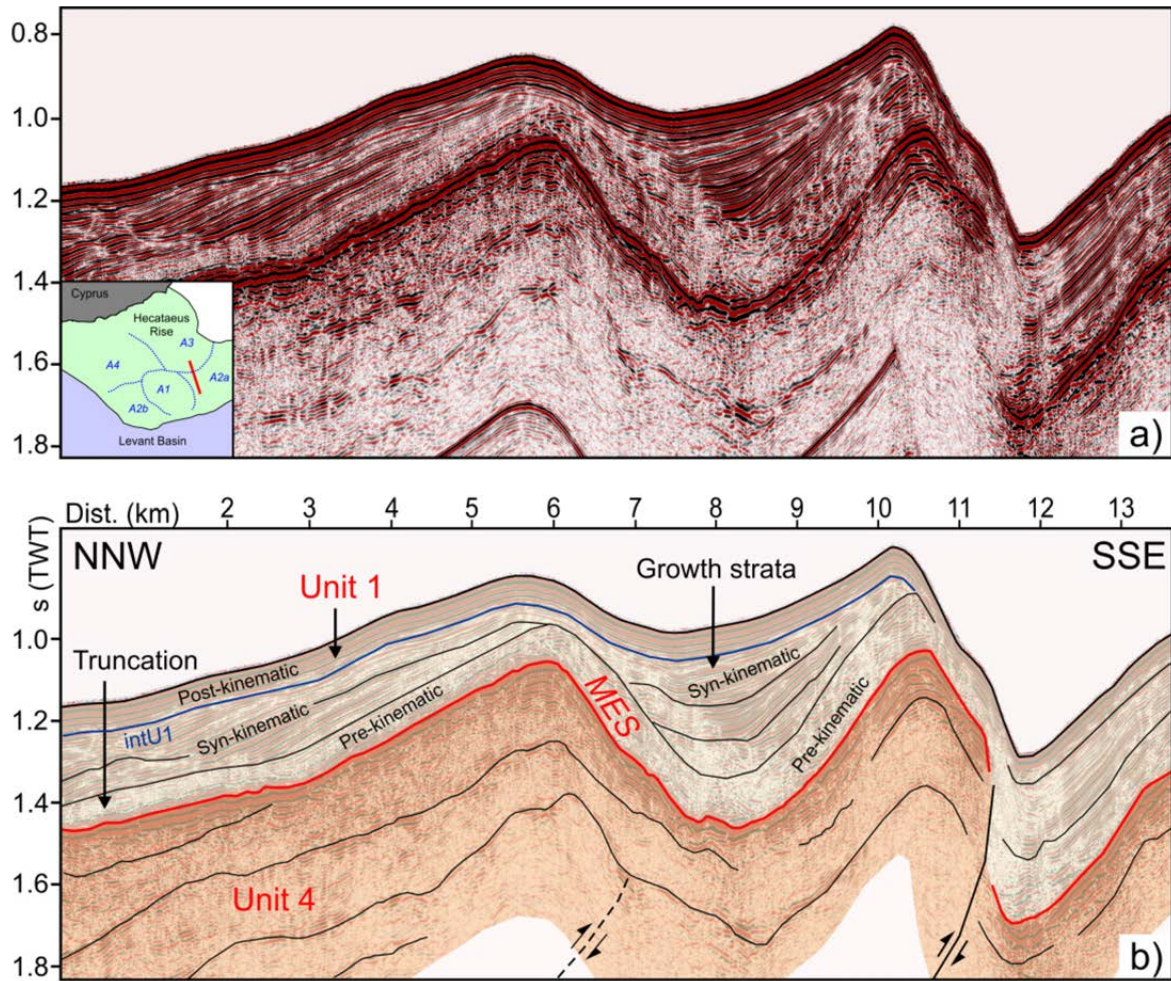 0.8
1.0
1.2
1.4
1.6
1.8
Cyprus
Hecataeus
Rise
A3
A4
A2a
A1
A2b
Levant Basin
a)
Dist. (km) 2 3 4 5 6 7 8 9 10 11 12 13
s (TWT)
NNW
SSE
Growth strata
Unit 1
1.0
Truncation
Post-kinematic
Syn-kinematic
intU1
Syn-kinematic
Pre-kinematic
MES
Pre-kinematic
1.2
1.4
1.6
Unit 4
1.8
b)